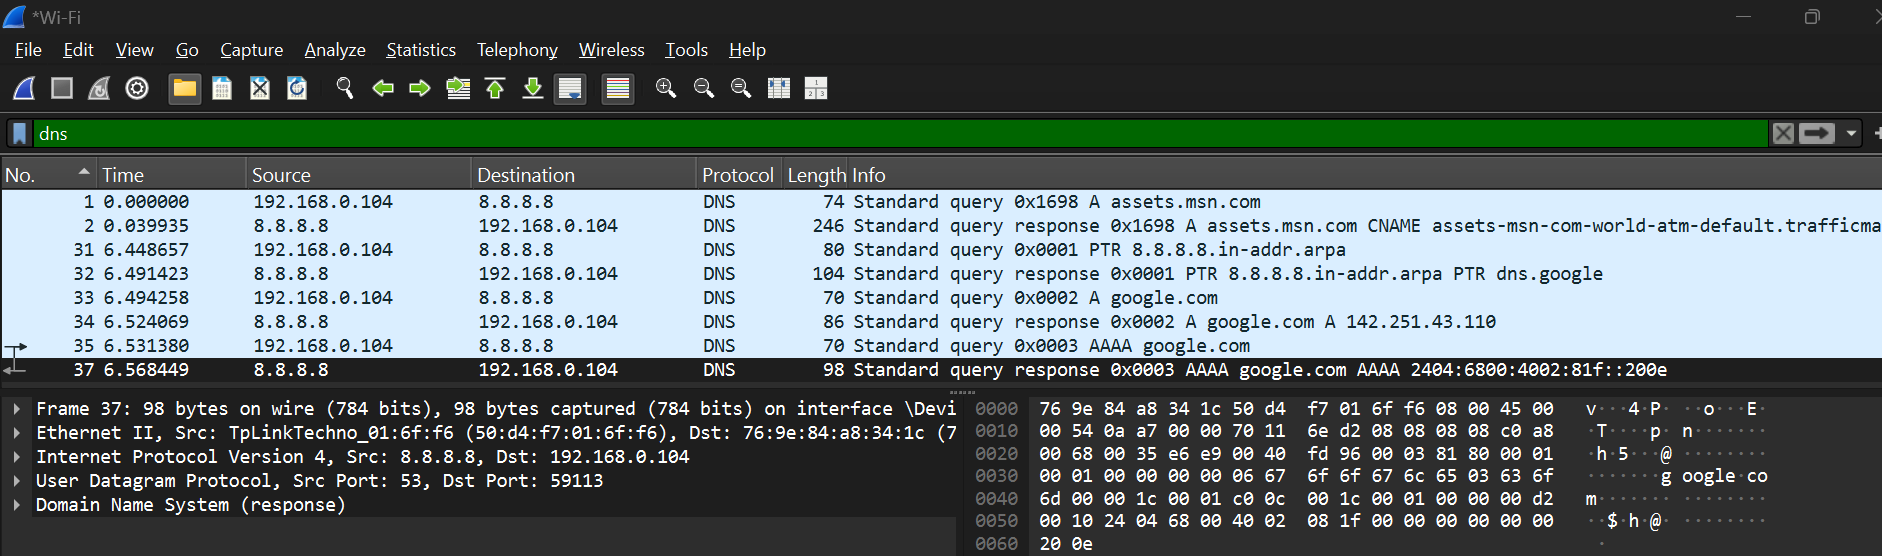 *Wi-Fi
File Edit View Go Capture Analyze Statistics Telephony Wireless Tools Help
dns
No. Time Source Destination Protocol Length Info
1 0.000000 192.168.0.104 8.8.8.8 DNS 74 Standard query 0x1698 A assets.msn.com
2 0.039935 8.8.8.8 192.168.0.104 DNS 246 Standard query response 0x1698 A assets.msn.com CNAME assets-msn-com-world-atm-default.trafficma
31 6.448657 192.168.0.104 8.8.8.8 DNS 80 Standard query 0x0001 PTR 8.8.8.8.in-addr.arpa
32 6.491423 8.8.8.8 192.168.0.104 DNS 104 Standard query response 0x0001 PTR 8.8.8.8.in-addr.arpa PTR dns.google
33 6.494258 192.168.0.104 8.8.8.8 DNS 70 Standard query 0x0002 A google.com
34 6.524069 8.8.8.8 192.168.0.104 DNS 86 Standard query response 0x0002 A google.com A 142.251.43.110
35 6.531380 192.168.0.104 8.8.8.8 DNS 70 Standard query 0x0003 AAAA google.com
37 6.568449 8.8.8.8 192.168.0.104 DNS 98 Standard query response 0x0003 AAAA google.com AAAA 2404:6800:4002:81f::200e
Frame 37: 98 bytes on wire (784 bits), 98 bytes captured (784 bits) on interface \Devi
Ethernet II, Src: TpLinkTechno_01:6f:f6 (50:d4:f7:01:6f:f6), Dst: 76:9e:84:a8:34:1c (7
Internet Protocol Version 4, Src: 8.8.8.8, Dst: 192.168.0.104
User Datagram Protocol, Src Port: 53, Dst Port: 59113
Domain Name System (response)
0000 76 9e 84 a8 34 1c 50 d4 f7 01 6f f6 08 00 45 00 v···4·P· ··o···E·
0010 00 54 0a a7 00 00 70 11 6e d2 08 08 08 08 c0 a8 ·T····p· n·······
0020 00 68 00 35 e6 e9 00 40 fd 96 00 03 81 80 00 01 ·h·5···@ ········
0030 00 01 00 00 00 00 06 67 6f 6f 67 6c 65 03 63 6f ·······g oogle·co
0040 6d 00 00 1c 00 01 c0 0c 00 1c 00 01 00 00 00 d2 m······· ········
0050 00 10 24 04 68 00 40 02 08 1f 00 00 00 00 00 00 ··$·h·@· ········
0060 20 0e ·